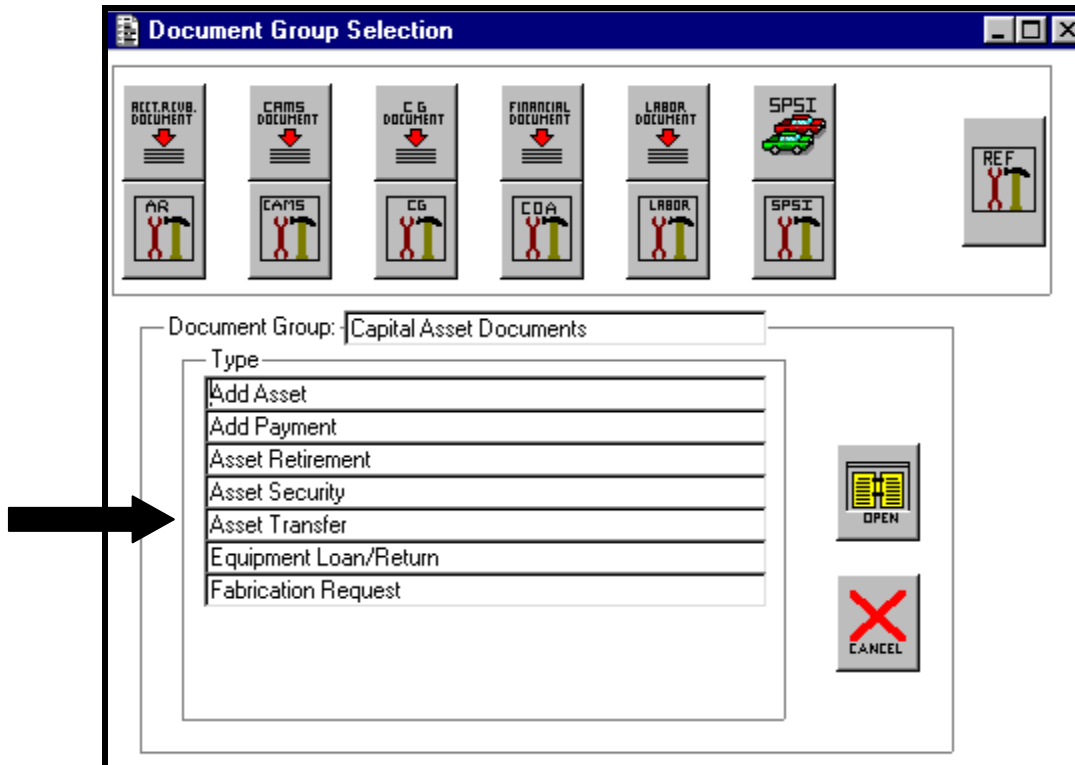 Document Group Selection
ACCT.RCVB.
DOCUMENT
CAMS
DOCUMENT
C G
DOCUMENT
FINANCIAL
DOCUMENT
LABOR
DOCUMENT
SPSI
REF
AR
CAMS
CG
COA
LABOR
SPSI
Document Group: Capital Asset Documents
Type
Add Asset
Add Payment
Asset Retirement
Asset Security
Asset Transfer
Equipment Loan/Return
Fabrication Request
OPEN
CANCEL